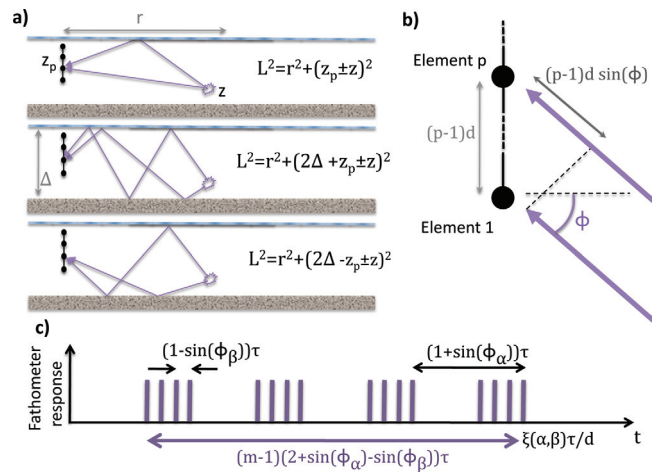 a)
r
z_p
z
L²=r²+(z_p±z)²
Δ
L²=r²+(2Δ +z_p±z)²
L²=r²+(2Δ -z_p±z)²
b)
Element p
(p-1)d sin(ϕ)
(p-1)d
Element 1
ϕ
c)
Fathometer
response
(1-sin(ϕ_β))τ
(1+sin(ϕ_α))τ
t
ξ(α,β)τ/d
(m-1)(2+sin(ϕ_α)-sin(ϕ_β))τ